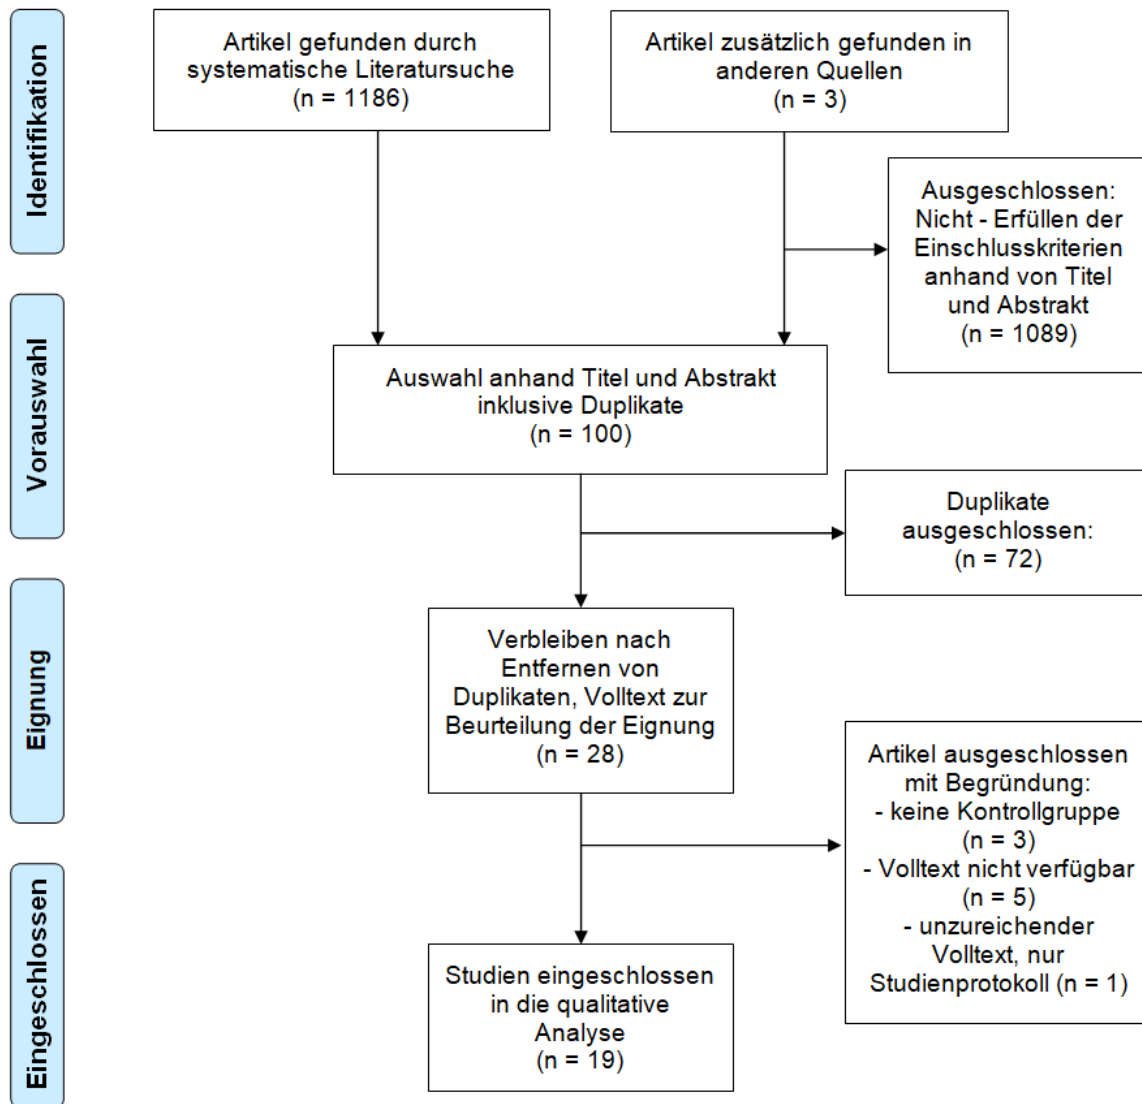 Identifikation
Artikel gefunden durch
systematische Literatursuche
(n = 1186)
Artikel zusätzlich gefunden in
anderen Quellen
(n = 3)
Ausgeschlossen:
Nicht - Erfüllen der
Einschlusskriterien
anhand von Titel
und Abstrakt
(n = 1089)
Vorauswahl
Auswahl anhand Titel und Abstrakt
inklusive Duplikate
(n = 100)
Duplikate
ausgeschlossen:
(n = 72)
Eignung
Verbleiben nach
Entfernen von
Duplikaten, Volltext zur
Beurteilung der Eignung
(n = 28)
Artikel ausgeschlossen
mit Begründung:
- keine Kontrollgruppe
(n = 3)
- Volltext nicht verfügbar
(n = 5)
- unzureichender
Volltext, nur
Studienprotokoll (n = 1)
Eingeschlossen
Studien eingeschlossen
in die qualitative
Analyse
(n = 19)